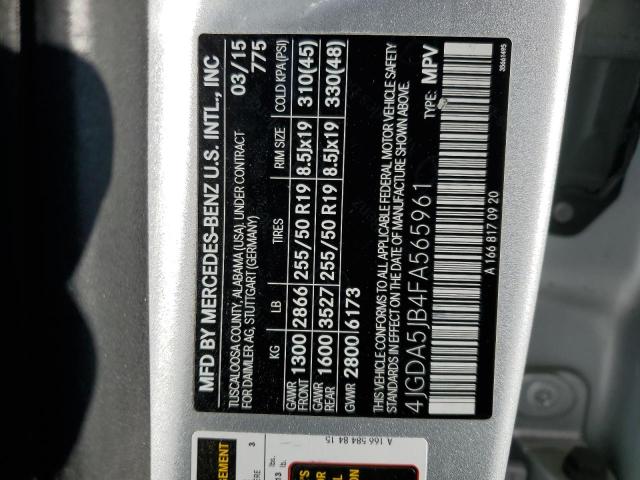 MFD BY MERCEDES-BENZ U.S. INTL., INC
TUSCALOOSA COUNTY, ALABAMA (USA), UNDER CONTRACT 03/15
FOR DAIMLER AG, STUTTGART (GERMANY) 775
KG LB TIRES RIM SIZE COLD KPA(PSI)
GAWR FRONT 1300 2866 255/50 R19 8.5Jx19 310(45)
GAWR REAR 1600 3527 255/50 R19 8.5Jx19 330(48)
GVWR 2800/6173
THIS VEHICLE CONFORMS TO ALL APPLICABLE FEDERAL MOTOR VEHICLE SAFETY
STANDARDS IN EFFECT ON THE DATE OF MANUFACTURE SHOWN ABOVE.
4JGDA5JB4FA565961 TYPE: MPV
A 166 817 09 20
A 166 584 84 15
3
lbs.
lb.
13